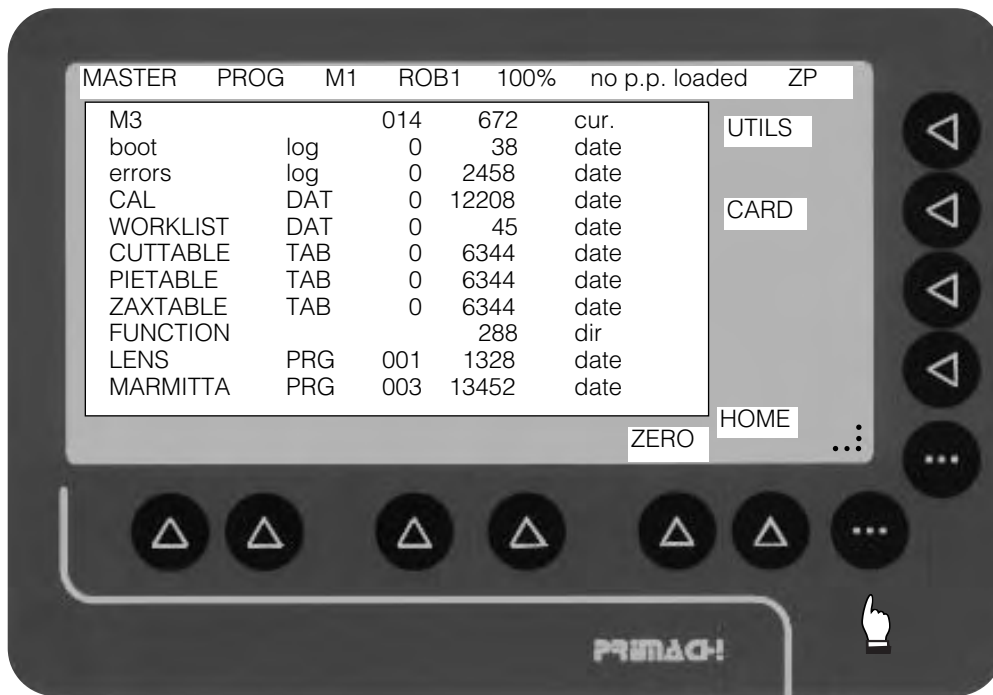 MASTER PROG M1 ROB1 100% no p.p. loaded ZP
M3 014 672 cur.
UTILS
boot log 0 38 date
errors log 0 2458 date
CAL DAT 0 12208 date
CARD
WORKLIST DAT 0 45 date
CUTTABLE TAB 0 6344 date
PIETABLE TAB 0 6344 date
ZAXTABLE TAB 0 6344 date
FUNCTION 288 dir
LENS PRG 001 1328 date
MARMITTA PRG 003 13452 date
HOME
ZERO